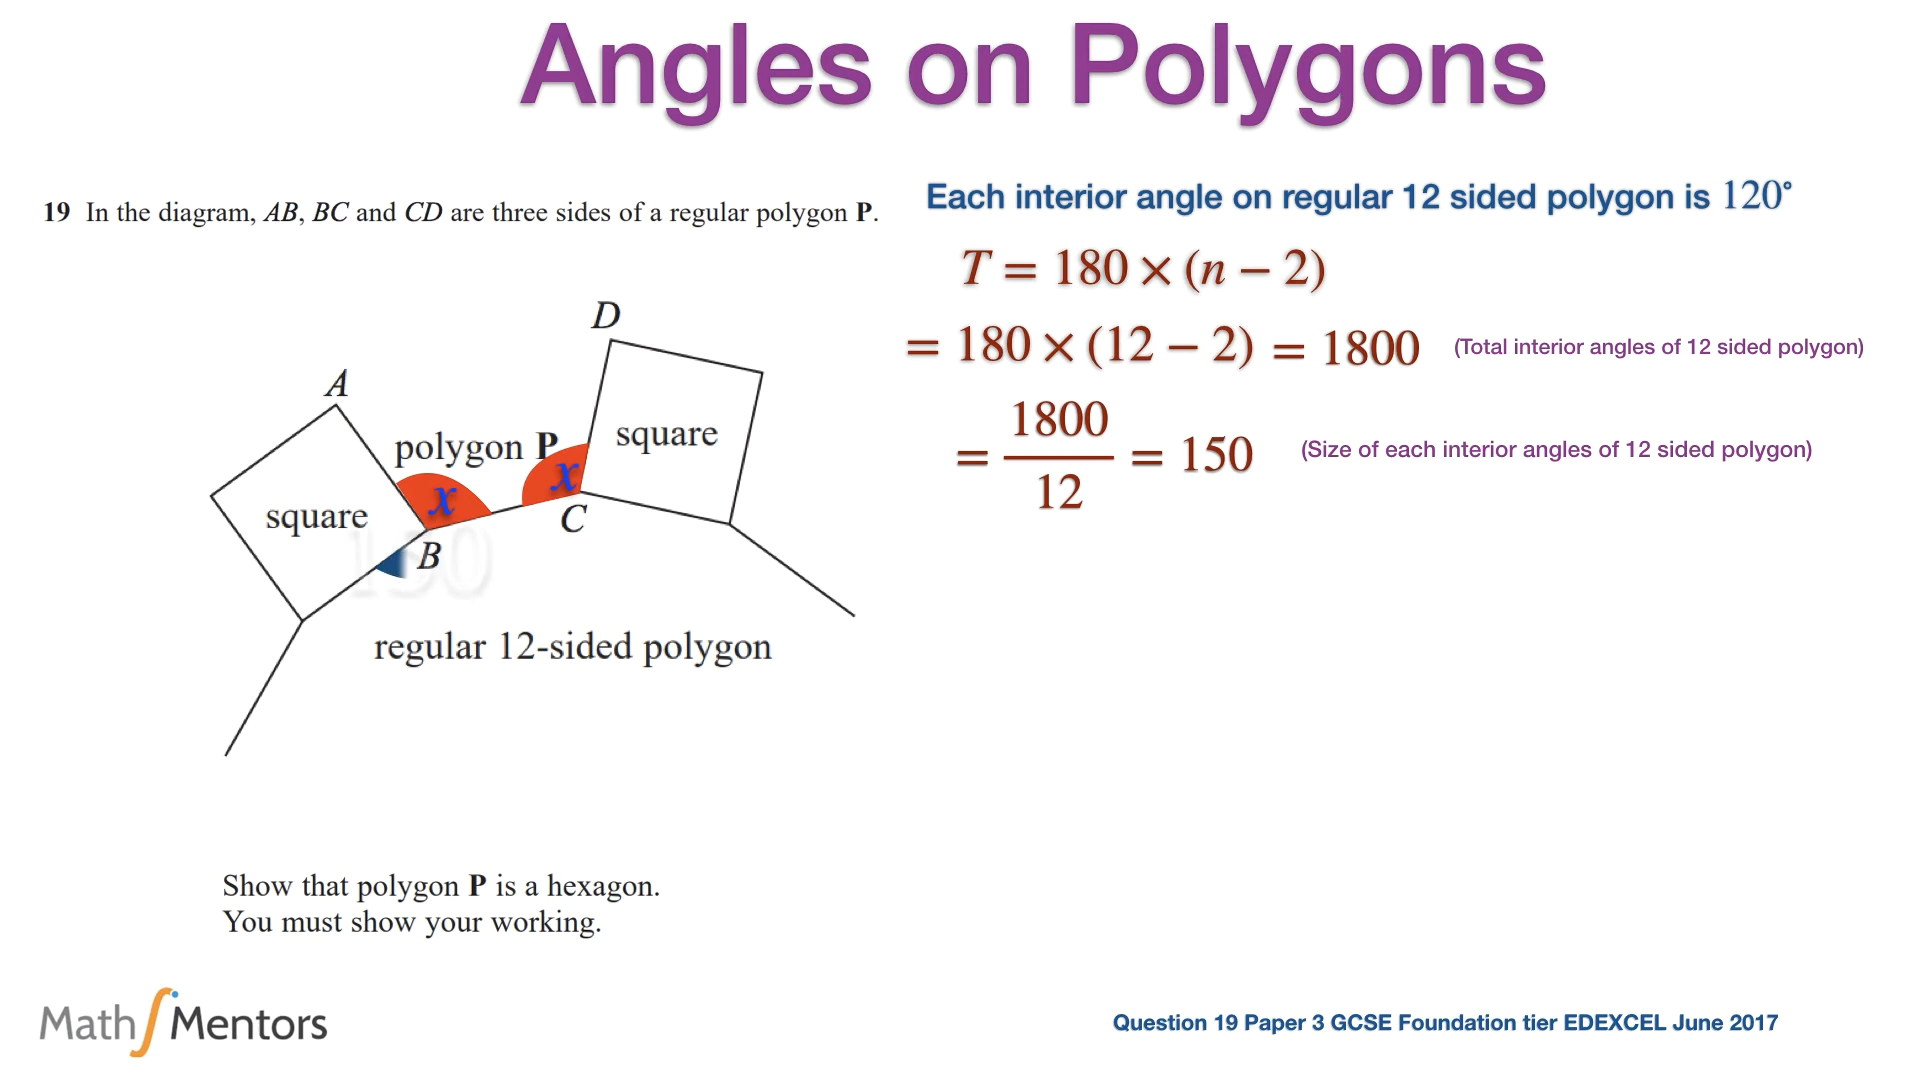 Angles on Polygons
19 In the diagram, AB, BC and CD are three sides of a regular polygon P.
Each interior angle on regular 12 sided polygon is 120°
T = 180 × (n − 2)
= 180 × (12 − 2) = 1800 (Total interior angles of 12 sided polygon)
= 1800/12 = 150 (Size of each interior angles of 12 sided polygon)
D
A
polygon P
square
x
x
square
C
B
150
regular 12-sided polygon
Show that polygon P is a hexagon.
You must show your working.
Math Mentors
Question 19 Paper 3 GCSE Foundation tier EDEXCEL June 2017